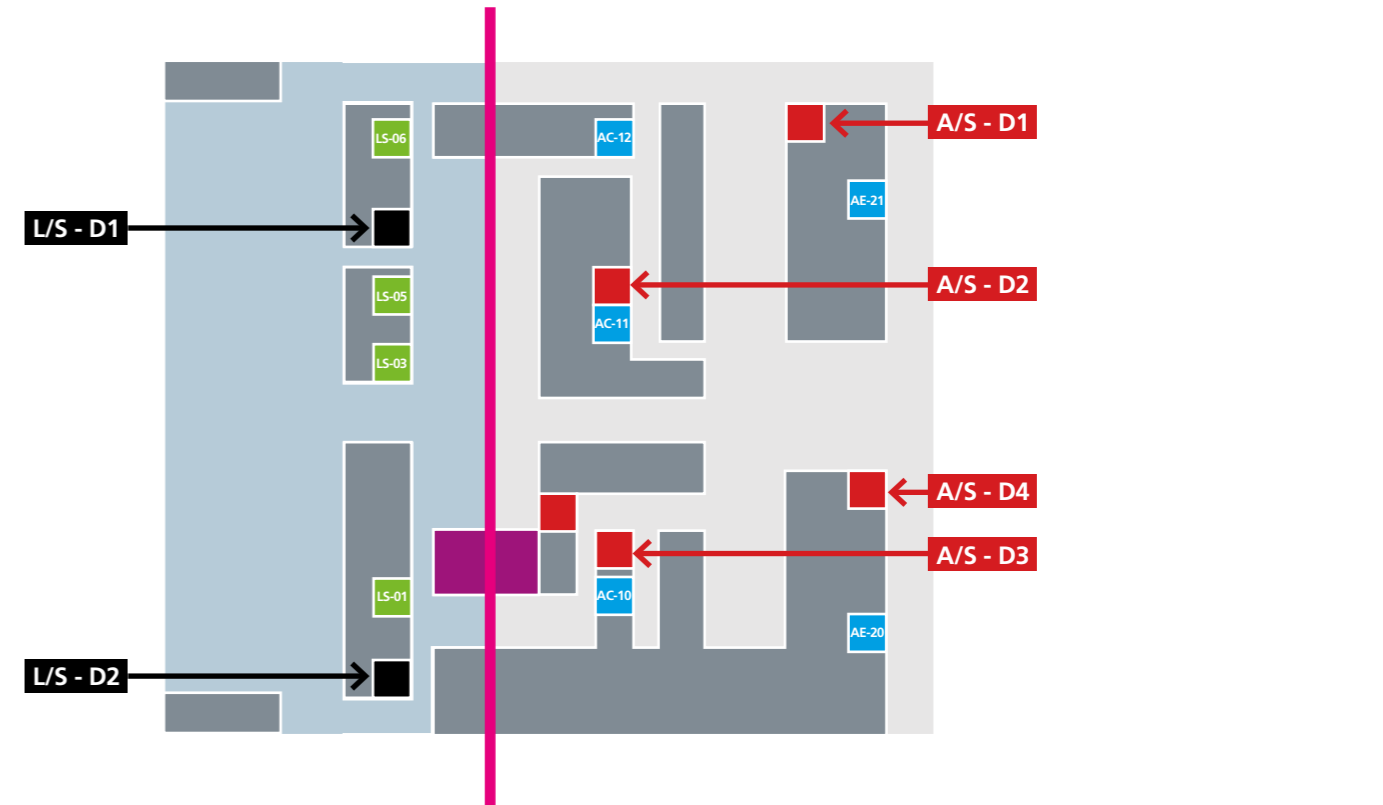 A/S - D1
LS-06
AC-12
AE-21
L/S - D1
A/S - D2
LS-05
AC-11
LS-03
A/S - D4
A/S - D3
LS-01
AC-10
AE-20
L/S - D2